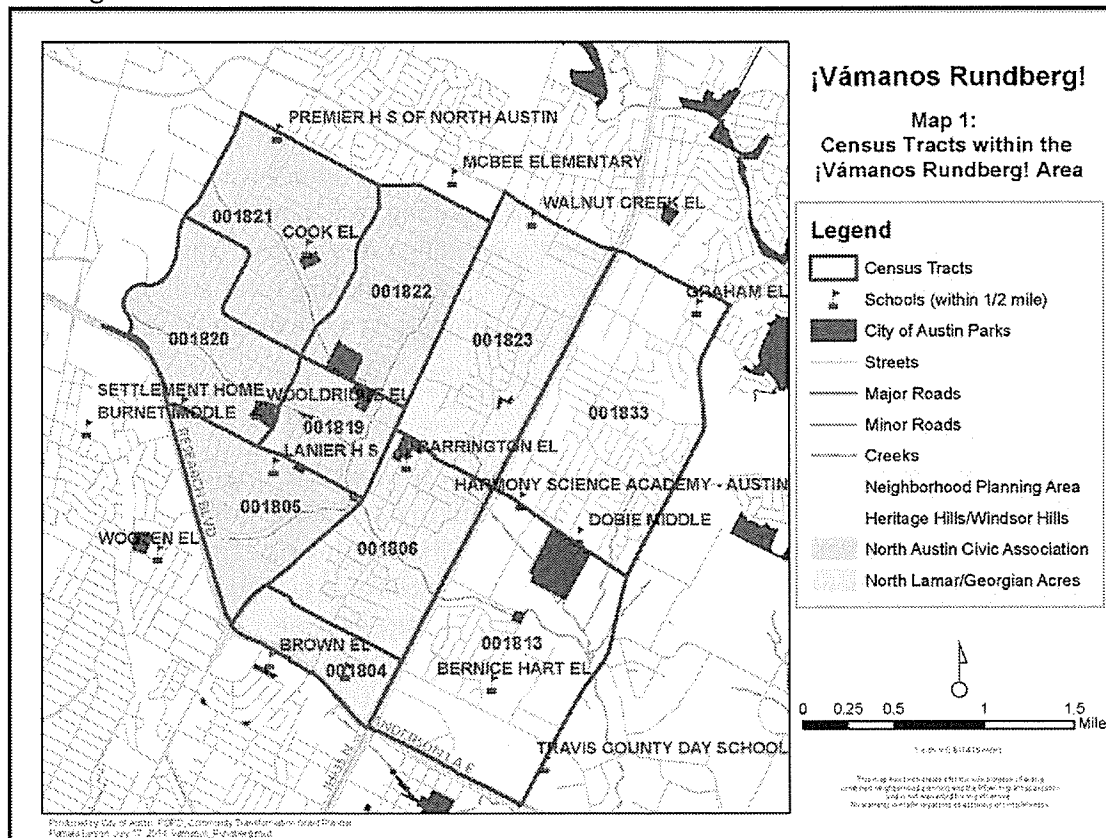 ¡Vámanos Rundberg!
Map 1:
Census Tracts within the
¡Vámanos Rundberg! Area
Legend
Census Tracts
Schools (within 1/2 mile)
City of Austin Parks
Streets
Major Roads
Minor Roads
Creeks
Neighborhood Planning Area
Heritage Hills/Windsor Hills
North Austin Civic Association
North Lamar/Georgian Acres
0 0.25 0.5 1 1.5
Mile
PREMIER H S OF NORTH AUSTIN
MCBEE ELEMENTARY
WALNUT CREEK EL
001821
COOK EL
001822
GRAHAM EL
001823
001820
SETTLEMENT HOME
WOOLDRIDGE EL
BURNET MIDDLE
001819
001833
LANIER H S
BARRINGTON EL
HARMONY SCIENCE ACADEMY - AUSTIN
001805
DOBIE MIDDLE
WOOTEN EL
001806
BROWN EL
001804
001813
BERNICE HART EL
TRAVIS COUNTY DAY SCHOOL